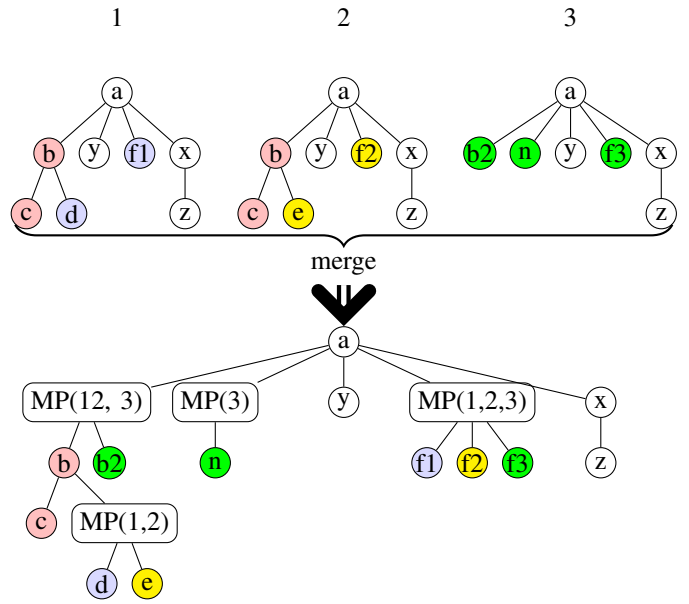 1 2 3
a a a
b y f1 x b y f2 x b2 n y f3 x
c d z c e z z
merge
a
MP(12, 3) MP(3) y MP(1,2,3) x
b b2 n f1 f2 f3 z
c MP(1,2)
d e